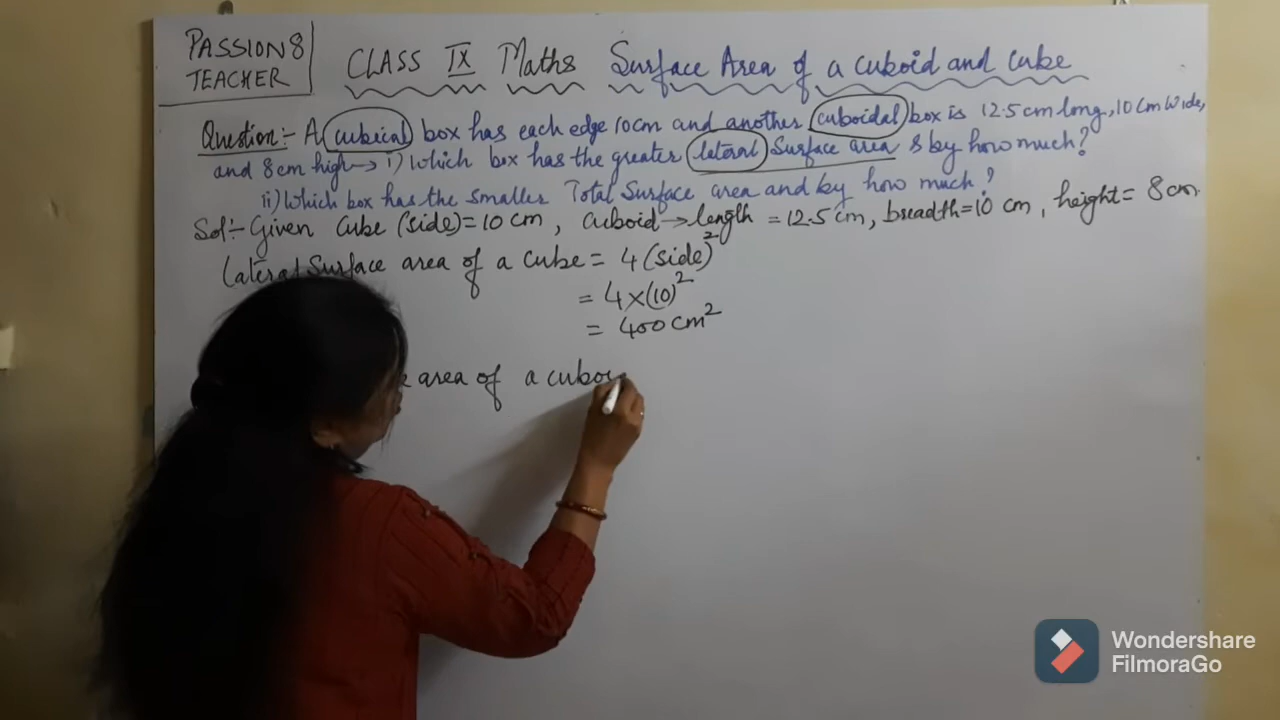 PASSION8
TEACHER
CLASS IX Maths Surface Area of a cuboid and cube
Question:- A cubical box has each edge 10cm and another cuboidal box is 12.5cm long, 10 Cm wide,
and 8cm high → i) Which box has the greater lateral Surface area & by how much?
ii) Which box has the smaller Total Surface area and by how much?
Sol:- Given Cube (side)=10 cm, cuboid → length = 12.5 cm, breadth=10 cm, height= 8 cm.
Lateral Surface area of a cube = 4 (side)²
= 4×(10)²
= 400 cm²
area of a cubo
Wondershare
FilmoraGo